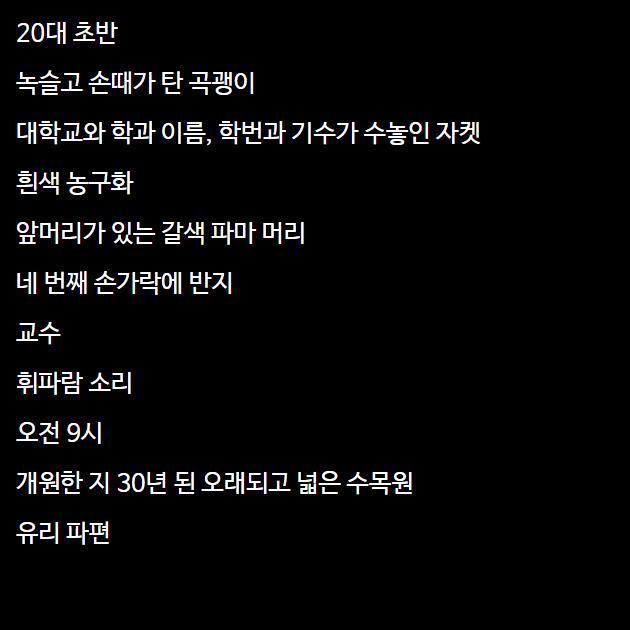 20대 초반
녹슬고 손때가 탄 곡괭이
대학교와 학과 이름, 학번과 기수가 수놓인 자켓
흰색 농구화
앞머리가 있는 갈색 파마 머리
네 번째 손가락에 반지
교수
휘파람 소리
오전 9시
개원한 지 30년 된 오래되고 넓은 수목원
유리 파편